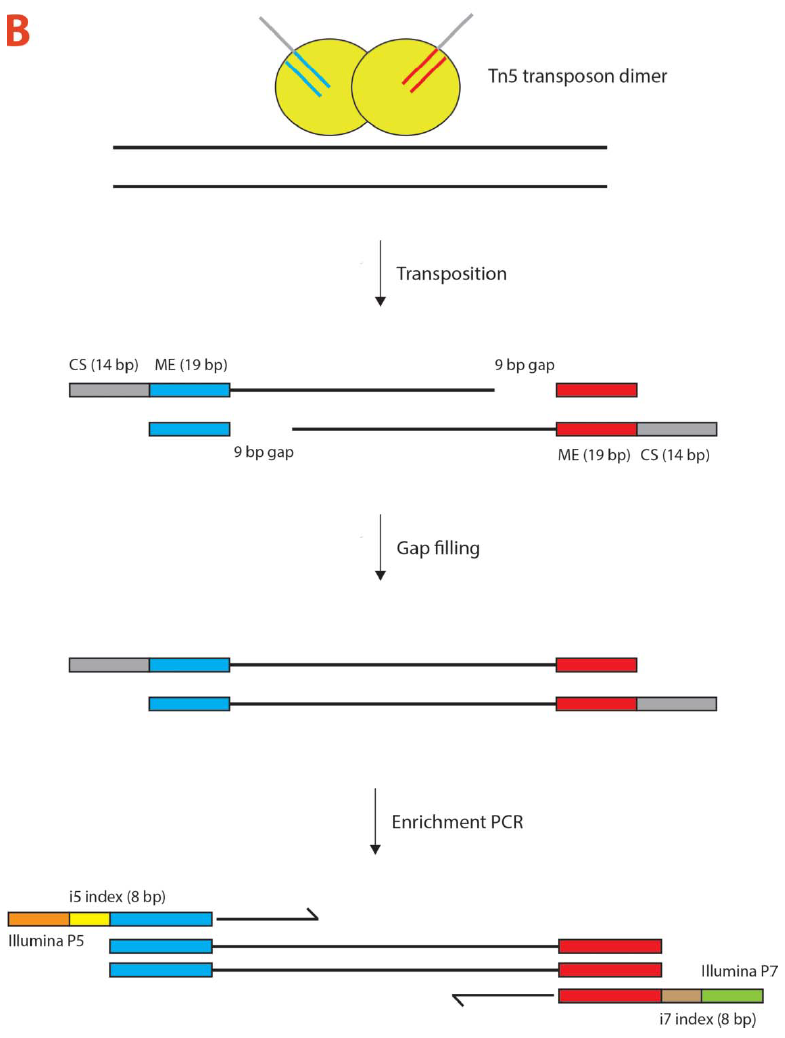 B
Tn5 transposon dimer
Transposition
CS (14 bp) ME (19 bp)
9 bp gap
9 bp gap
ME (19 bp) CS (14 bp)
Gap filling
Enrichment PCR
i5 index (8 bp)
Illumina P5
Illumina P7
i7 index (8 bp)